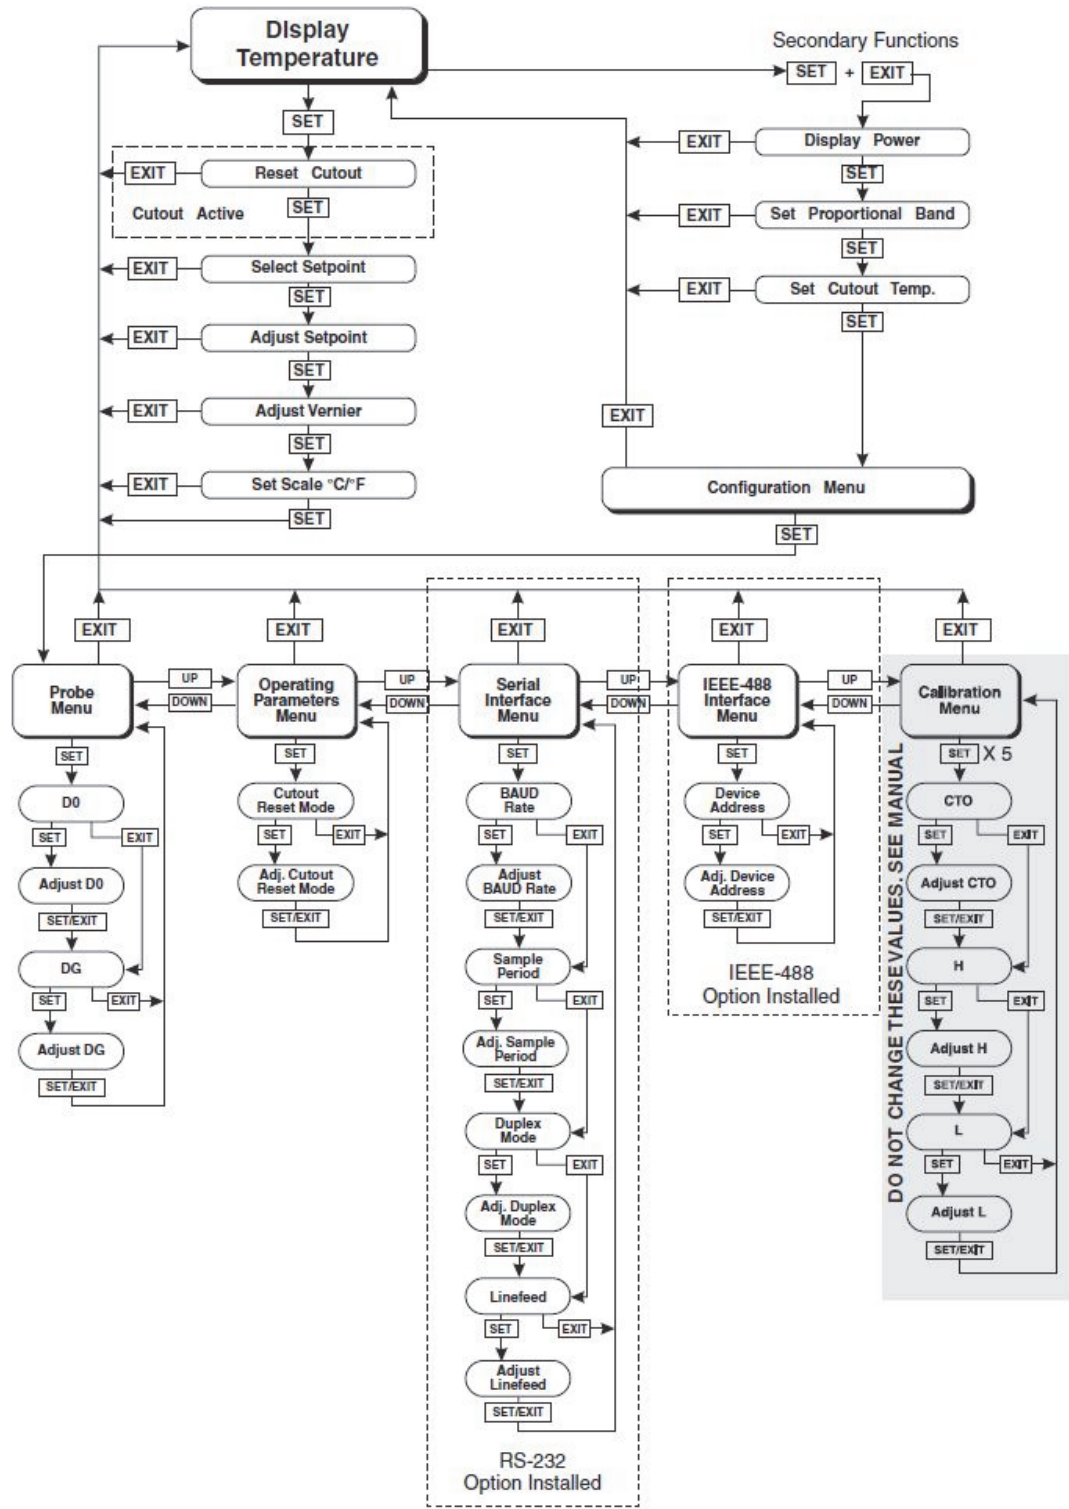 DIsplay
Temperature
Secondary Functions
SET + EXIT
SET
EXIT
Display Power
EXIT
Reset Cutout
SET
SET
Cutout Active
EXIT
Set Proportional Band
SET
EXIT
Select Setpoint
SET
EXIT
Set Cutout Temp.
SET
EXIT
Adjust Setpoint
SET
EXIT
Adjust Vernier
EXIT
SET
EXIT
Set Scale °C/°F
Configuration Menu
SET
SET
EXIT
EXIT
EXIT
EXIT
EXIT
Probe
Menu
UP
DOWN
Operating
Parameters
Menu
UP
DOWN
Serial
Interface
Menu
UP
DOWN
IEEE-488
Interface
Menu
UP
DOWN
Calibration
Menu
SET
D0
SET
EXIT
Adjust D0
SET/EXIT
DG
SET
EXIT
Adjust DG
SET/EXIT
SET
Cutout
Reset Mode
SET
EXIT
Adj. Cutout
Reset Mode
SET/EXIT
SET
BAUD
Rate
SET
EXIT
Adjust
BAUD Rate
SET/EXIT
Sample
Period
SET
EXIT
Adj. Sample
Period
SET/EXIT
Duplex
Mode
SET
EXIT
Adj. Duplex
Mode
SET/EXIT
Linefeed
SET
EXIT
Adjust
Linefeed
SET/EXIT
RS-232
Option Installed
SET
Device
Address
SET
EXIT
Adj. Device
Address
SET/EXIT
IEEE-488
Option Installed
DO NOT CHANGE THESE VALUES. SEE MANUAL
SET X 5
CTO
SET
EXIT
Adjust CTO
SET/EXIT
H
SET
EXIT
Adjust H
SET/EXIT
L
SET
EXIT
Adjust L
SET/EXIT